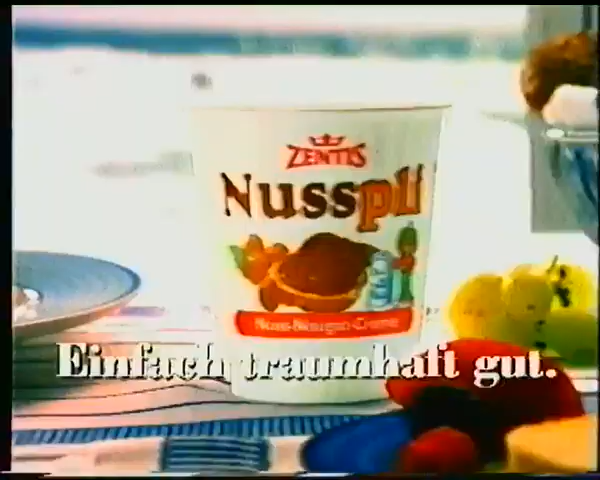 ZENTIS
Nusspli
Nuss-Nougat-Creme
Einfach traumhaft gut.